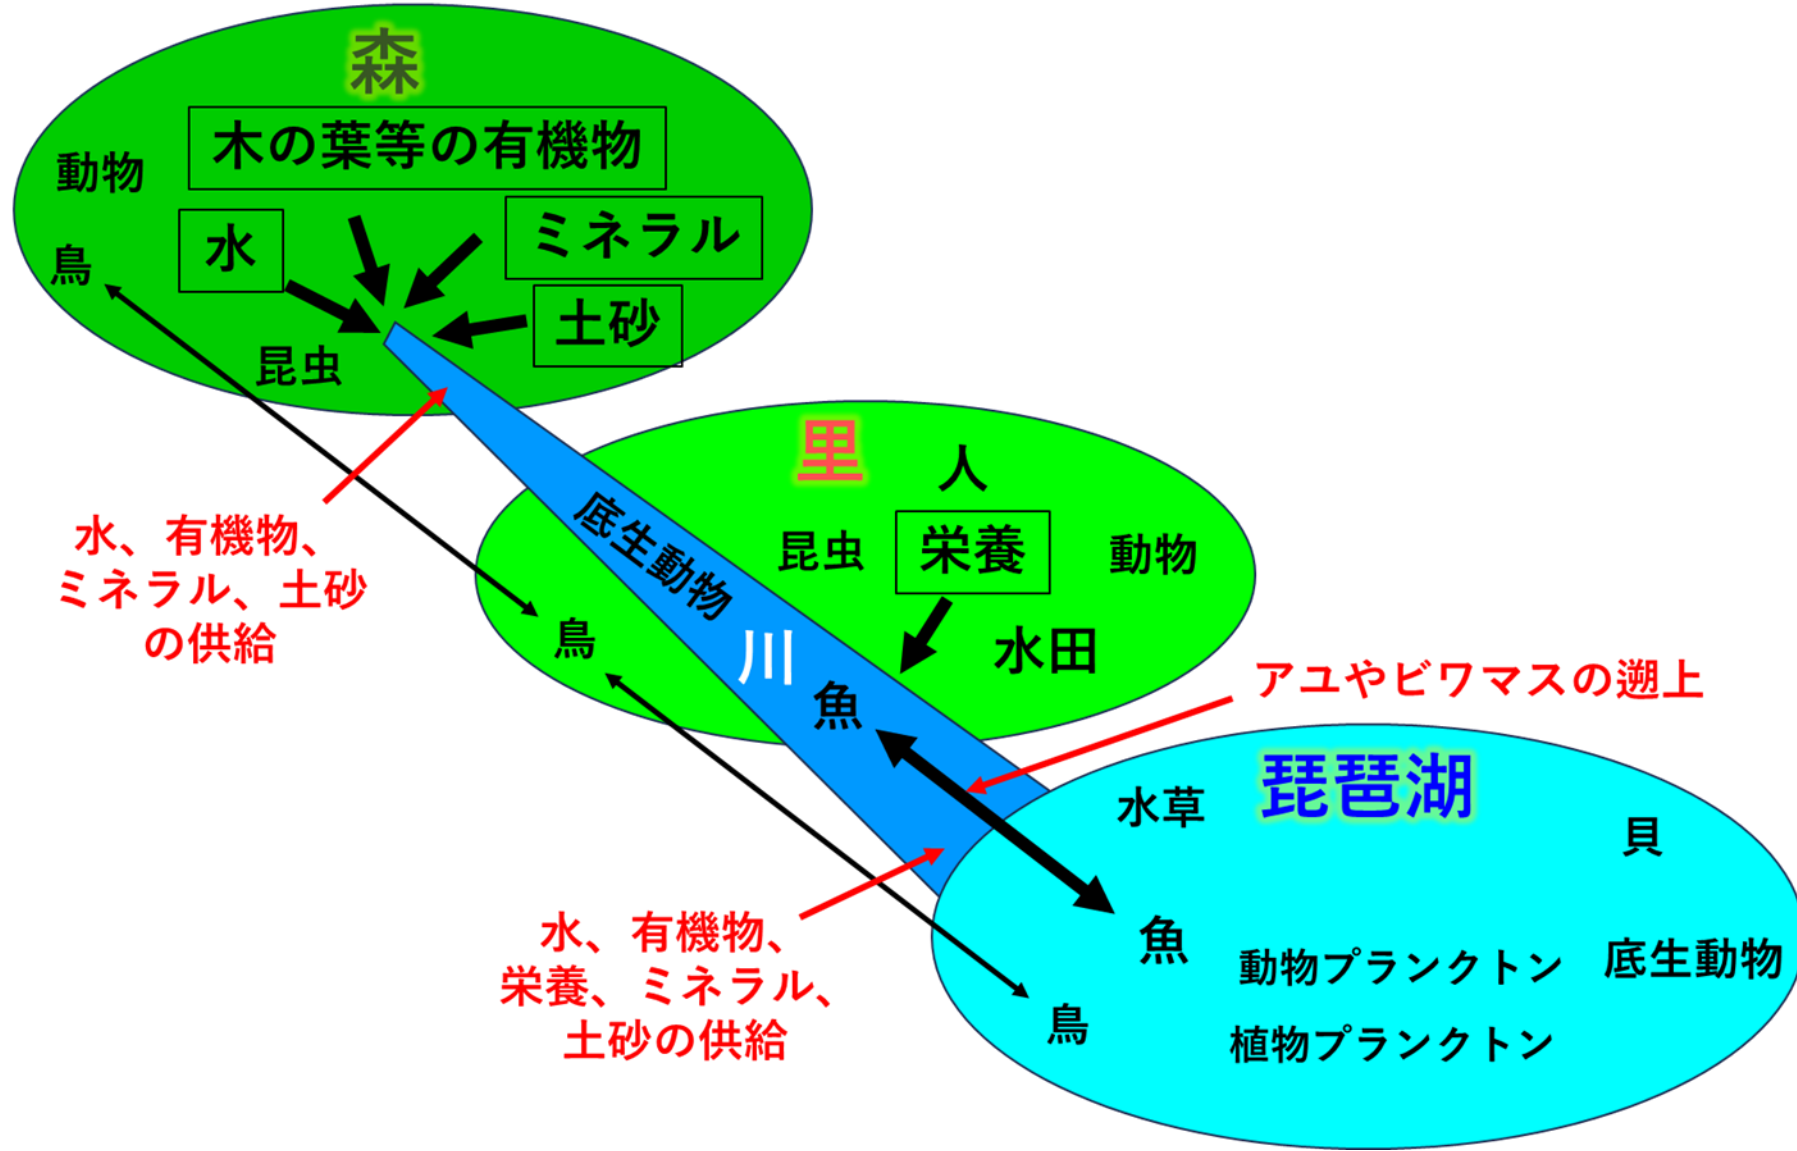 森
木の葉等の有機物
動物
水
ミネラル
鳥
土砂
昆虫
水、有機物、
ミネラル、土砂
の供給
里
人
昆虫
栄養
動物
底生動物
鳥
川
水田
魚
アユやビワマスの遡上
琵琶湖
水草
貝
水、有機物、
栄養、ミネラル、
土砂の供給
魚
動物プランクトン
底生動物
鳥
植物プランクトン